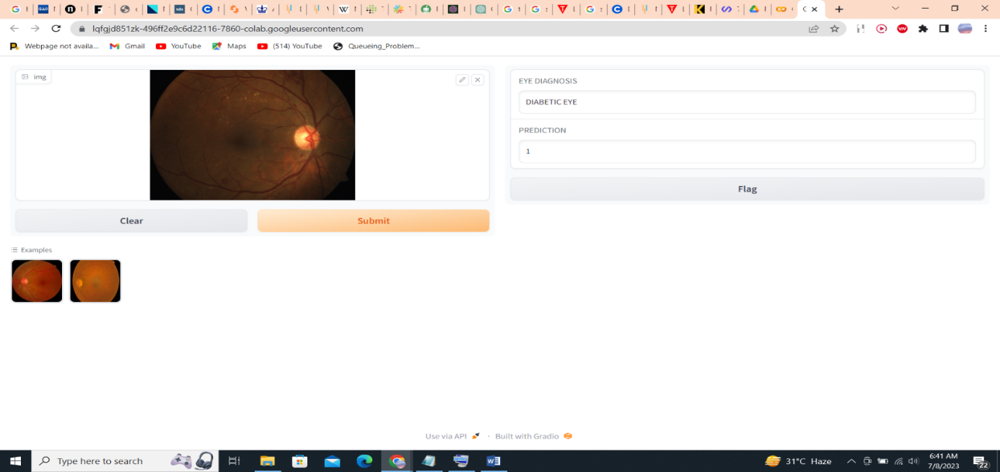 lqfgjd851zk-496ff2e9c6d22116-7860-colab.googleusercontent.com
Webpage not availa... Gmail YouTube Maps (514) YouTube Queueing_Problem...
img
EYE DIAGNOSIS
DIABETIC EYE
PREDICTION
1
Flag
Clear Submit
Examples
Use via API · Built with Gradio
Type here to search
31°C Haze
6:41 AM
7/8/2023
22